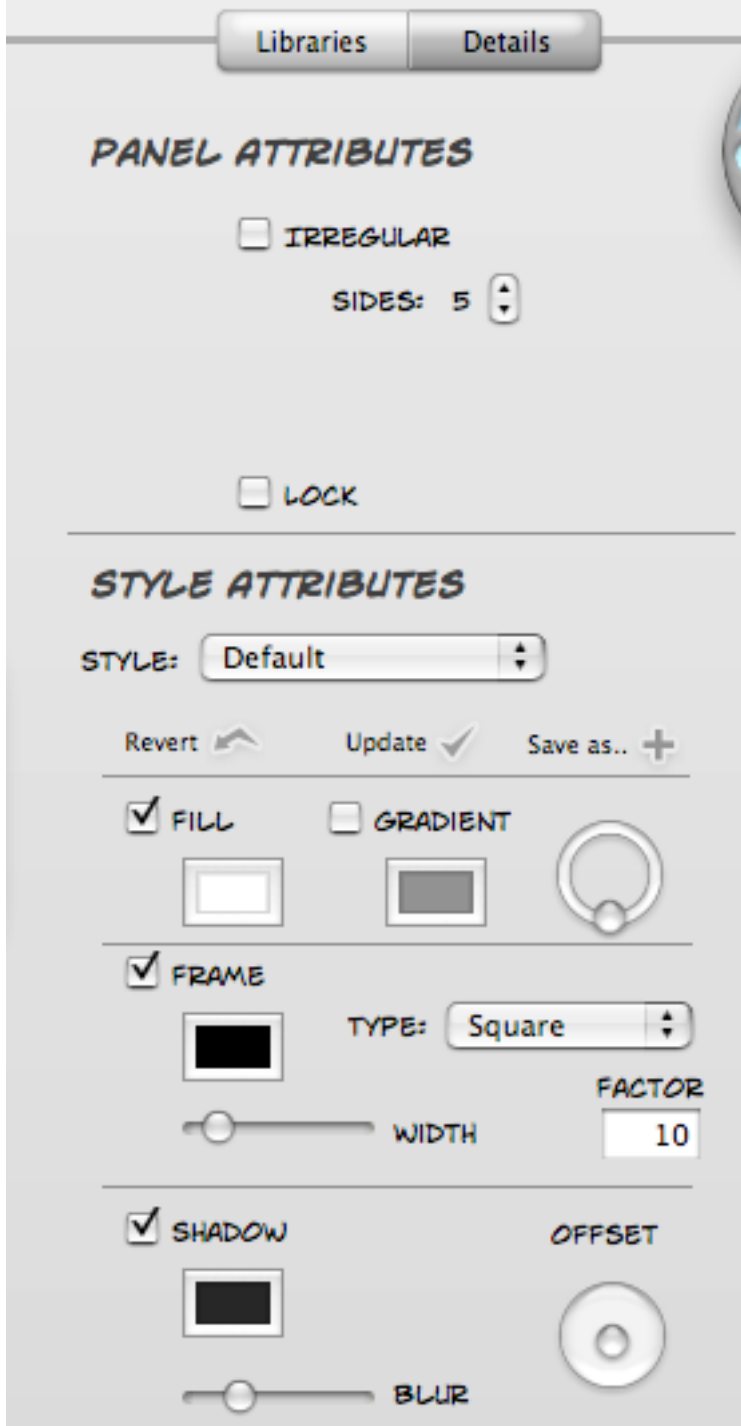 Libraries Details
PANEL ATTRIBUTES
IRREGULAR
SIDES: 5
LOCK
STYLE ATTRIBUTES
STYLE: Default
Revert Update Save as..
FILL GRADIENT
FRAME
TYPE: Square
FACTOR
WIDTH 10
SHADOW OFFSET
BLUR